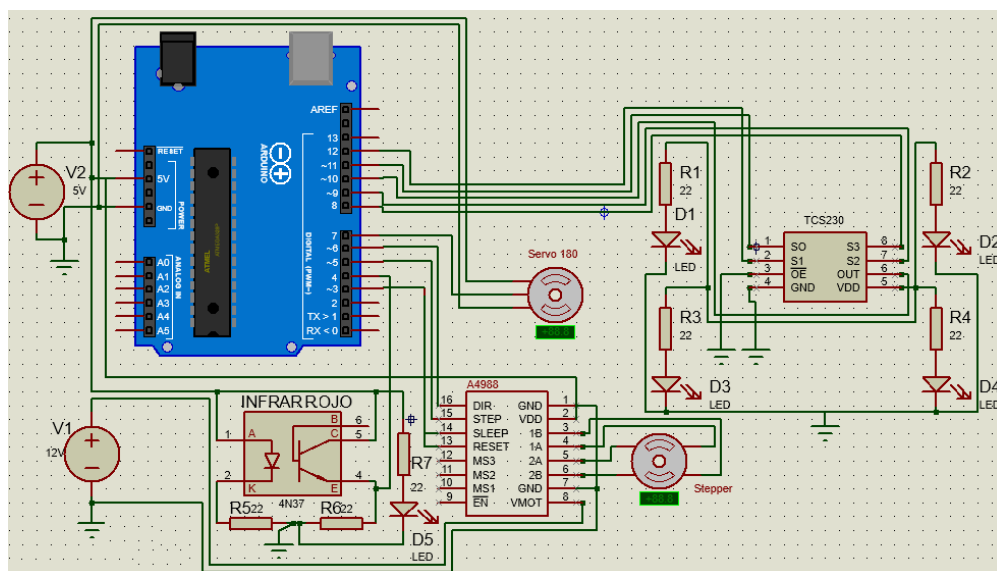 V2
5V
RESET
5V
GND
POWER
A0
A1
A2
A3
A4
A5
ANALOG IN
ATMEL
ARDUINO
AREF
13
12
~11
~10
~9
8
7
~6
~5
4
~3
2
TX > 1
RX < 0
DIGITAL (PWM~)
Servo 180
R1
22
D1
LED
R3
22
D3
LED
TCS230
1 SO
2 S1
3 OE
4 GND
S3 8
S2 7
OUT 6
VDD 5
R2
22
D2
LED
R4
22
D4
LED
V1
12V
INFRARROJO
1 A
2 K
B 6
C 5
E 4
4N37
R5 22
R6 22
R7
22
D5
LED
A4988
16 DIR
15 STEP
14 SLEEP
13 RESET
12 MS3
11 MS2
10 MS1
9 EN
GND 1
VDD 2
1B 3
1A 4
2A 5
2B 6
GND 7
VMOT 8
Stepper